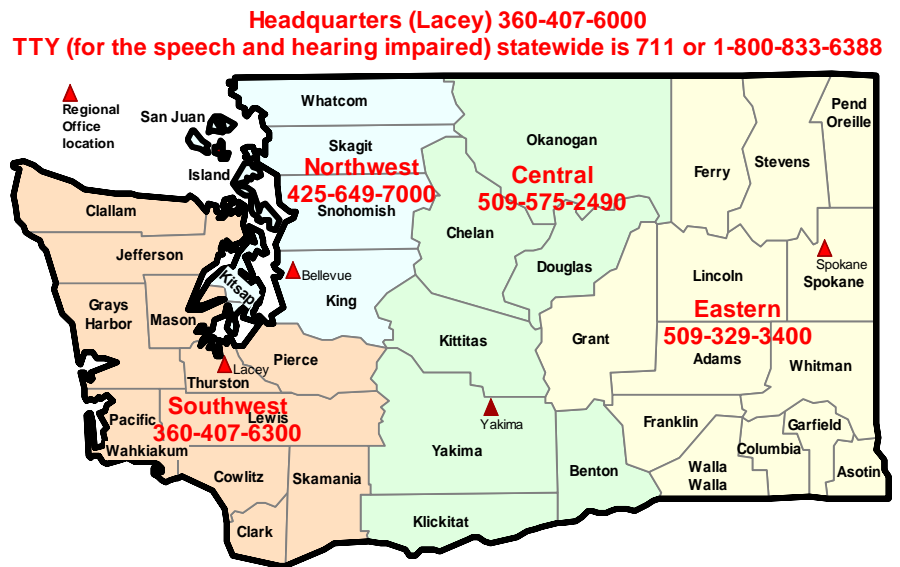 Headquarters (Lacey) 360-407-6000
TTY (for the speech and hearing impaired) statewide is 711 or 1-800-833-6388
Regional
Office
location
San Juan
Island
Whatcom
Skagit
Northwest
425-649-7000
Snohomish
Bellevue
King
Kitsap
Clallam
Jefferson
Grays
Harbor
Mason
Pierce
Lacey
Thurston
Southwest
360-407-6300
Lewis
Pacific
Wahkiakum
Cowlitz
Skamania
Clark
Okanogan
Central
509-575-2490
Chelan
Douglas
Kittitas
Yakima
Yakima
Benton
Klickitat
Ferry
Stevens
Pend
Oreille
Lincoln
Spokane
Spokane
Eastern
509-329-3400
Grant
Adams
Whitman
Franklin
Garfield
Columbia
Walla
Walla
Asotin